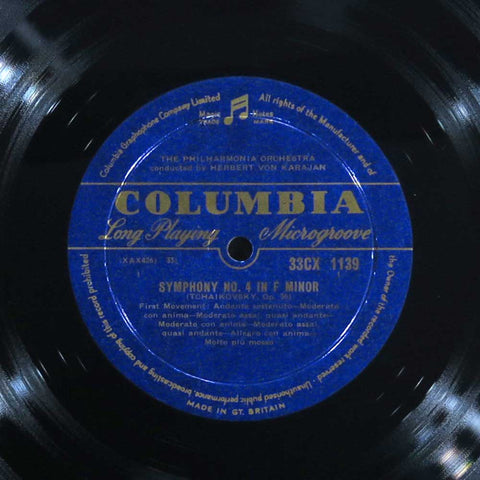 Columbia Graphophone Company Limited
All rights of the Manufacturer and of
the Owner of the recorded work reserved
Unauthorised public performance, broadcasting and copying of this record prohibited
Magic Notes
TRADE MARK
THE PHILHARMONIA ORCHESTRA
conducted by HERBERT VON KARAJAN
COLUMBIA
Long Playing Microgroove
33CX 1139
SYMPHONY NO. 4 IN F MINOR
(TCHAIKOVSKY, Op. 36)
First Movement: Andante sostenuto—Moderato
con anima—Moderato assai, quasi andante—
Moderato con anima—Moderato assai
quasi andante—Allegro con anima—
Molto più mosso
MADE IN GT. BRITAIN